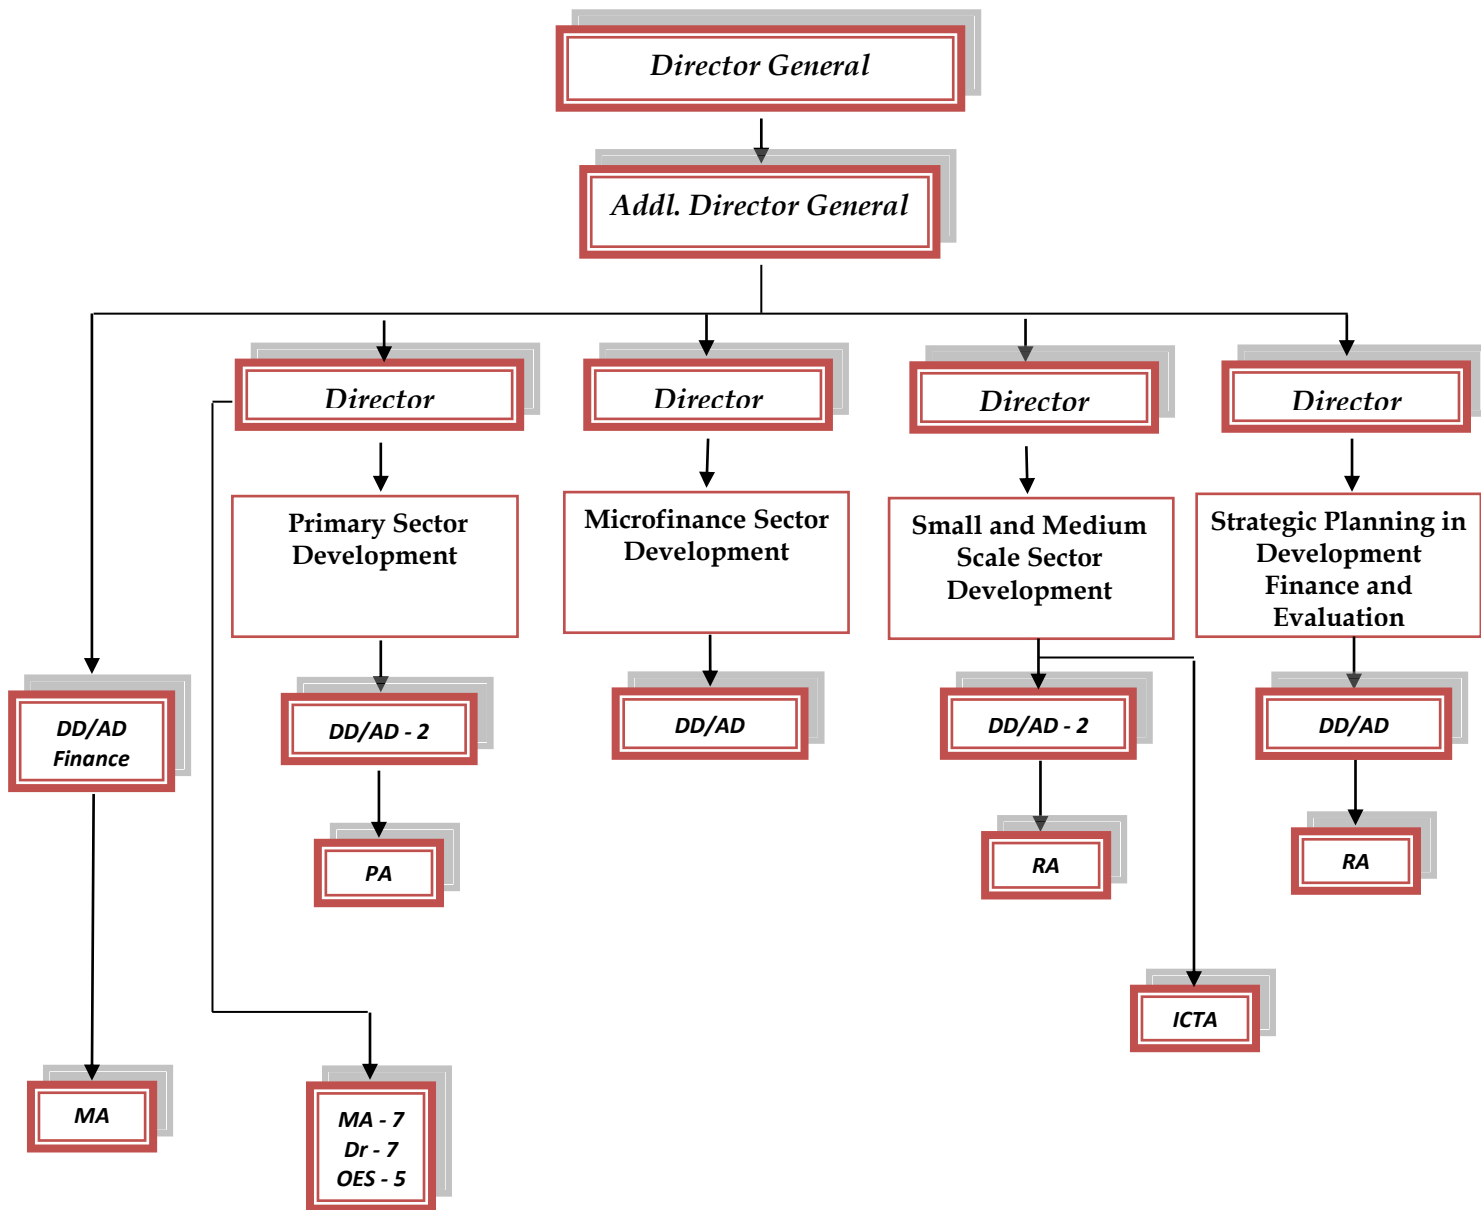 Director General
Addl. Director General
Director
Director
Director
Director
Primary Sector
Development
Microfinance Sector
Development
Small and Medium
Scale Sector
Development
Strategic Planning in
Development
Finance and
Evaluation
DD/AD
Finance
DD/AD - 2
DD/AD
DD/AD - 2
DD/AD
PA
RA
RA
ICTA
MA
MA - 7
Dr - 7
OES - 5